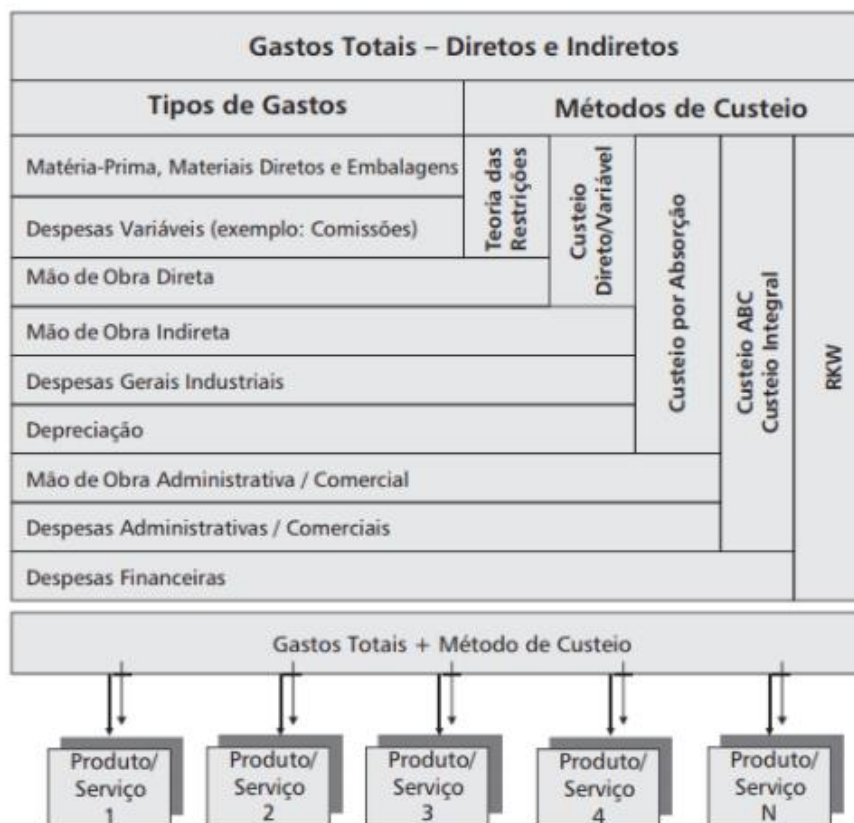 Gastos Totais – Diretos e Indiretos
Tipos de Gastos
Métodos de Custeio
Matéria-Prima, Materiais Diretos e Embalagens
Despesas Variáveis (exemplo: Comissões)
Mão de Obra Direta
Mão de Obra Indireta
Despesas Gerais Industriais
Depreciação
Mão de Obra Administrativa / Comercial
Despesas Administrativas / Comerciais
Despesas Financeiras
Teoria das
Restrições
Custeio
Direto/Variável
Custeio por Absorção
Custeio ABC
Custeio Integral
RKW
Gastos Totais + Método de Custeio
Produto/
Serviço
1
Produto/
Serviço
2
Produto/
Serviço
3
Produto/
Serviço
4
Produto/
Serviço
N